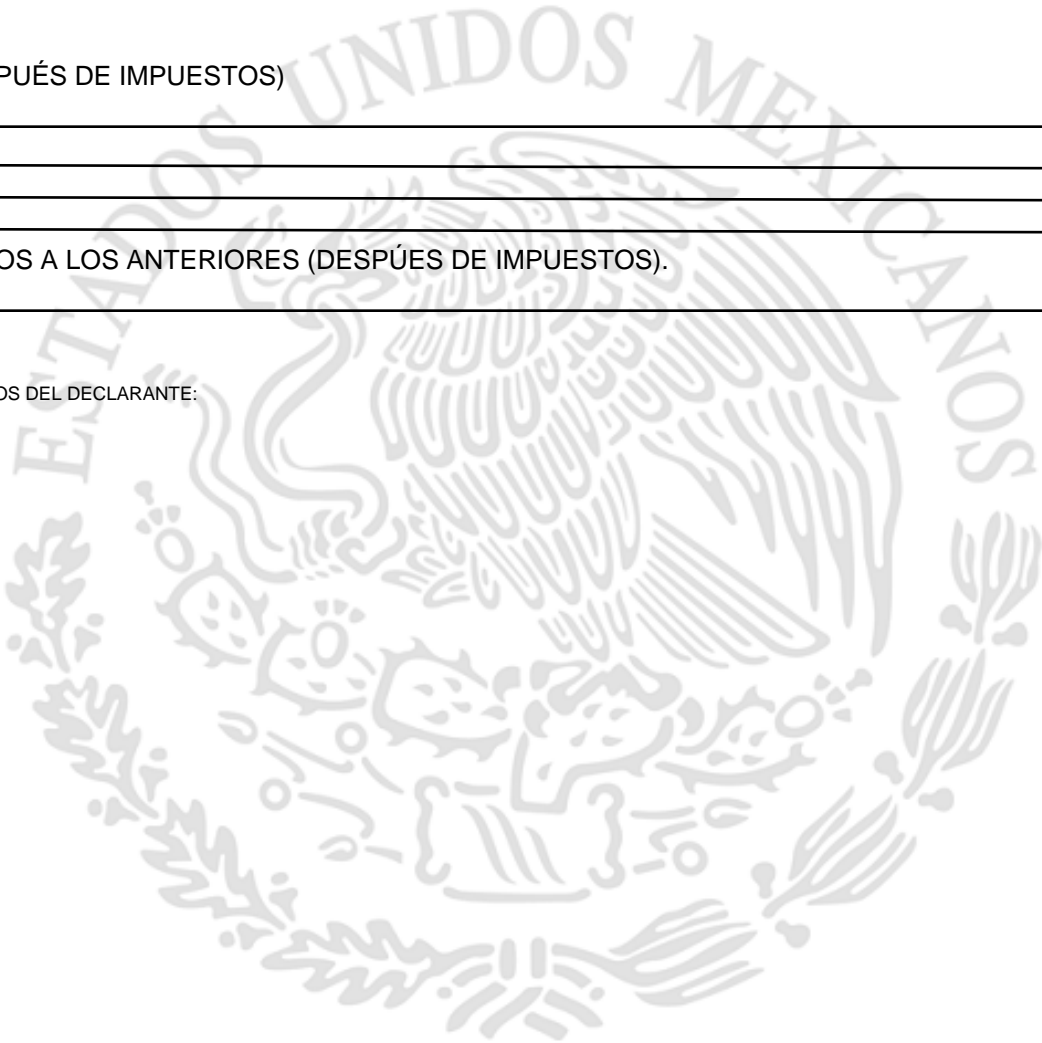 PUÉS DE IMPUESTOS)
OS A LOS ANTERIORES (DESPÚES DE IMPUESTOS).
OS DEL DECLARANTE:
ESTADOS UNIDOS MEXICANOS